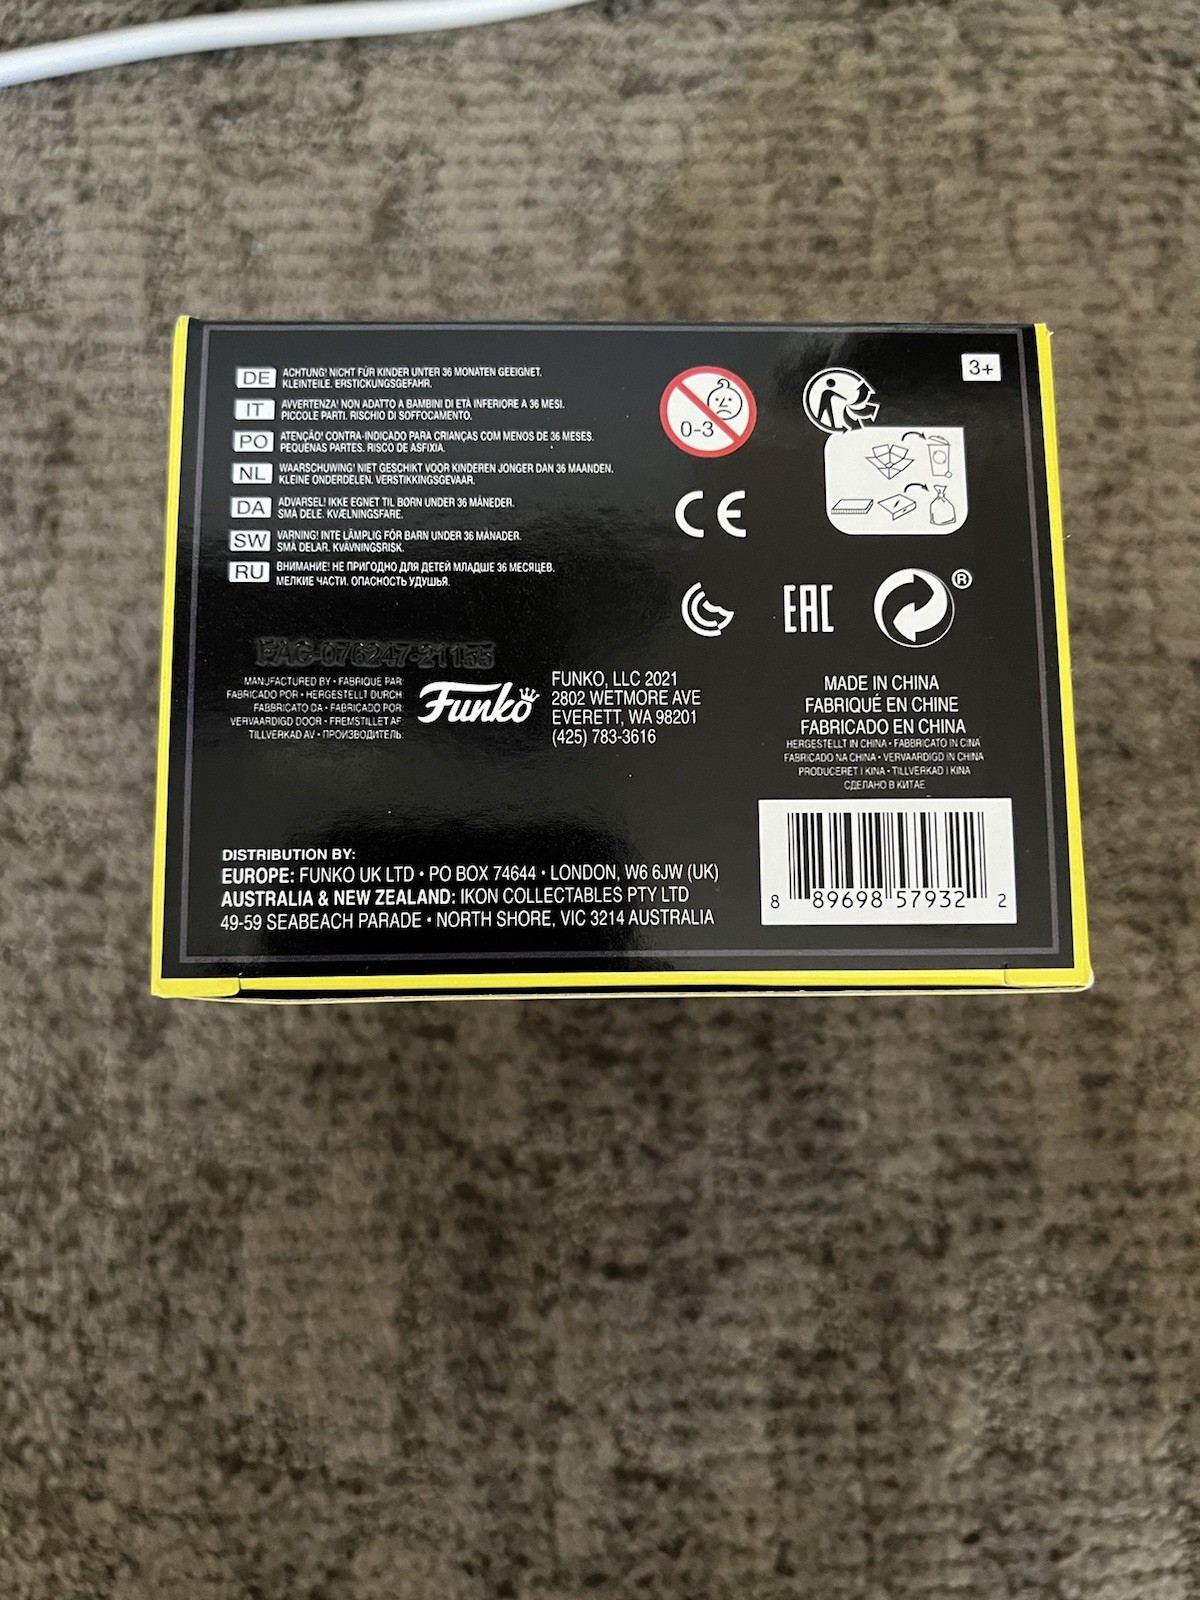 3+
DE ACHTUNG! NICHT FÜR KINDER UNTER 36 MONATEN GEEIGNET.
KLEINTEILE. ERSTICKUNGSGEFAHR.
IT AVVERTENZA! NON ADATTO A BAMBINI DI ETÀ INFERIORE A 36 MESI.
PICCOLE PARTI. RISCHIO DI SOFFOCAMENTO.
PO ATENÇÃO! CONTRA-INDICADO PARA CRIANÇAS COM MENOS DE 36 MESES.
PEQUENAS PARTES. RISCO DE ASFIXIA.
NL WAARSCHUWING! NIET GESCHIKT VOOR KINDEREN JONGER DAN 36 MAANDEN.
KLEINE ONDERDELEN. VERSTIKKINGSGEVAAR.
DA ADVARSEL! IKKE EGNET TIL BØRN UNDER 36 MÅNEDER.
SMÅ DELE. KVÆLNINGSFARE.
SW VARNING! INTE LÄMPLIG FÖR BARN UNDER 36 MÅNADER.
SMÅ DELAR. KVÄVNINGSRISK.
RU ВНИМАНИЕ! НЕ ПРИГОДНО ДЛЯ ДЕТЕЙ МЛАДШЕ 36 МЕСЯЦЕВ.
МЕЛКИЕ ЧАСТИ. ОПАСНОСТЬ УДУШЬЯ.
0-3
CE
EAC
®
FAC-076247-21155
MANUFACTURED BY • FABRIQUÉ PAR:
FABRICADO POR • HERGESTELLT DURCH:
FABBRICATO DA • FABRICADO POR:
VERVAARDIGD DOOR • FREMSTILLET AF:
TILLVERKAD AV • ПРОИЗВОДИТЕЛЬ:
Funko
FUNKO, LLC 2021
2802 WETMORE AVE
EVERETT, WA 98201
(425) 783-3616
MADE IN CHINA
FABRIQUÉ EN CHINE
FABRICADO EN CHINA
HERGESTELLT IN CHINA • FABBRICATO IN CINA
FABRICADO NA CHINA • VERVAARDIGD IN CHINA
PRODUCERET I KINA • TILLVERKAD I KINA
СДЕЛАНО В КИТАЕ
DISTRIBUTION BY:
EUROPE: FUNKO UK LTD • PO BOX 74644 • LONDON, W6 6JW (UK)
AUSTRALIA & NEW ZEALAND: IKON COLLECTABLES PTY LTD
49-59 SEABEACH PARADE • NORTH SHORE, VIC 3214 AUSTRALIA
8 89698 57932 2